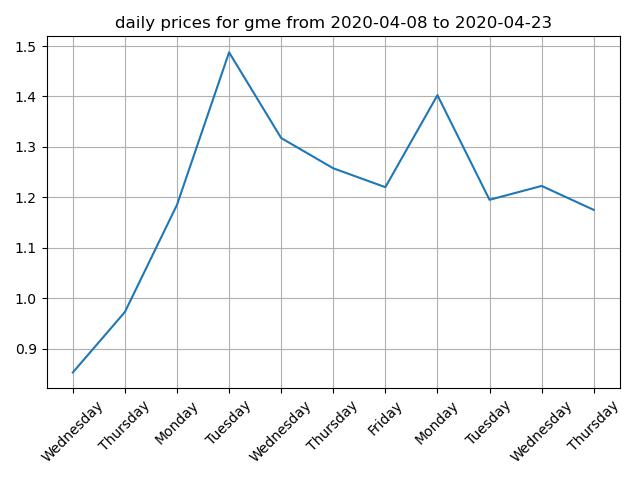 daily prices for gme from 2020-04-08 to 2020-04-23
1.5
1.4
1.3
1.2
1.1
1.0
0.9
Wednesday
Thursday
Monday
Tuesday
Wednesday
Thursday
Friday
Monday
Tuesday
Wednesday
Thursday